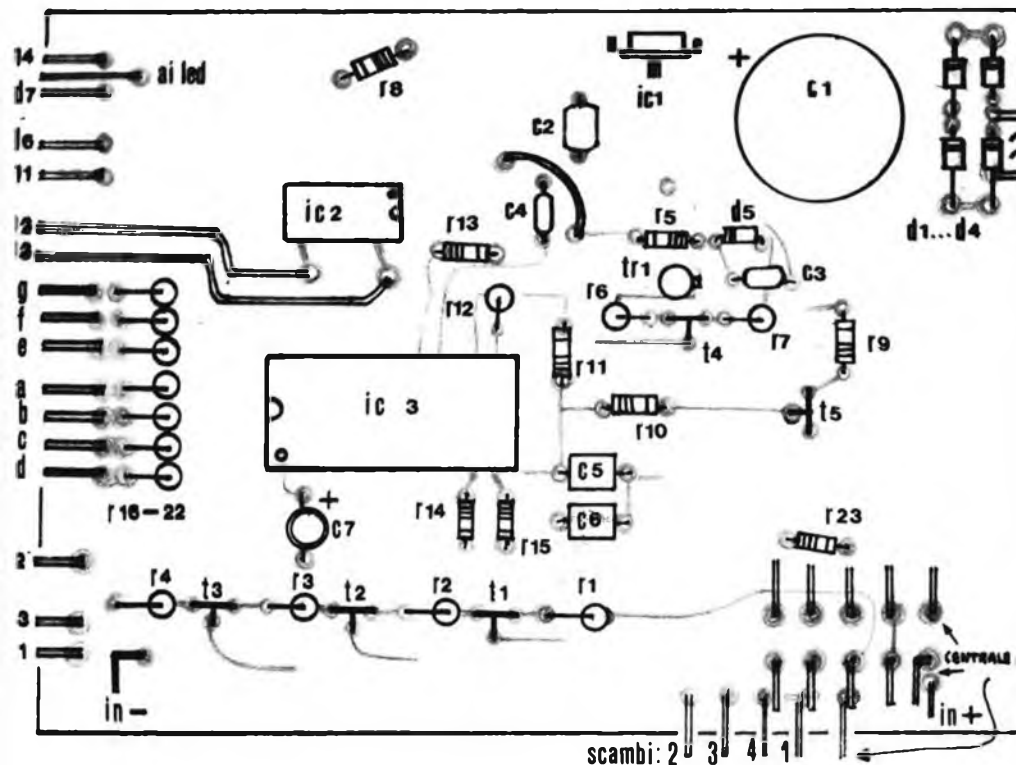 14
ai led
d7
16
11
12
13
g
f
e
a
b
c
d
r16-22
2
3
1
in -
r8
ic1
+
c1
c2
c4
d1...d4
ic2
r13
r5
d5
c3
tr1
r12
r6
r7
t4
r9
r11
ic 3
r10
t5
c5
c6
r14
r15
+
c7
r23
r4
t3
r3
t2
r2
t1
r1
CENTRALE
in +
scambi: 2 - 3 - 4 - 1 -